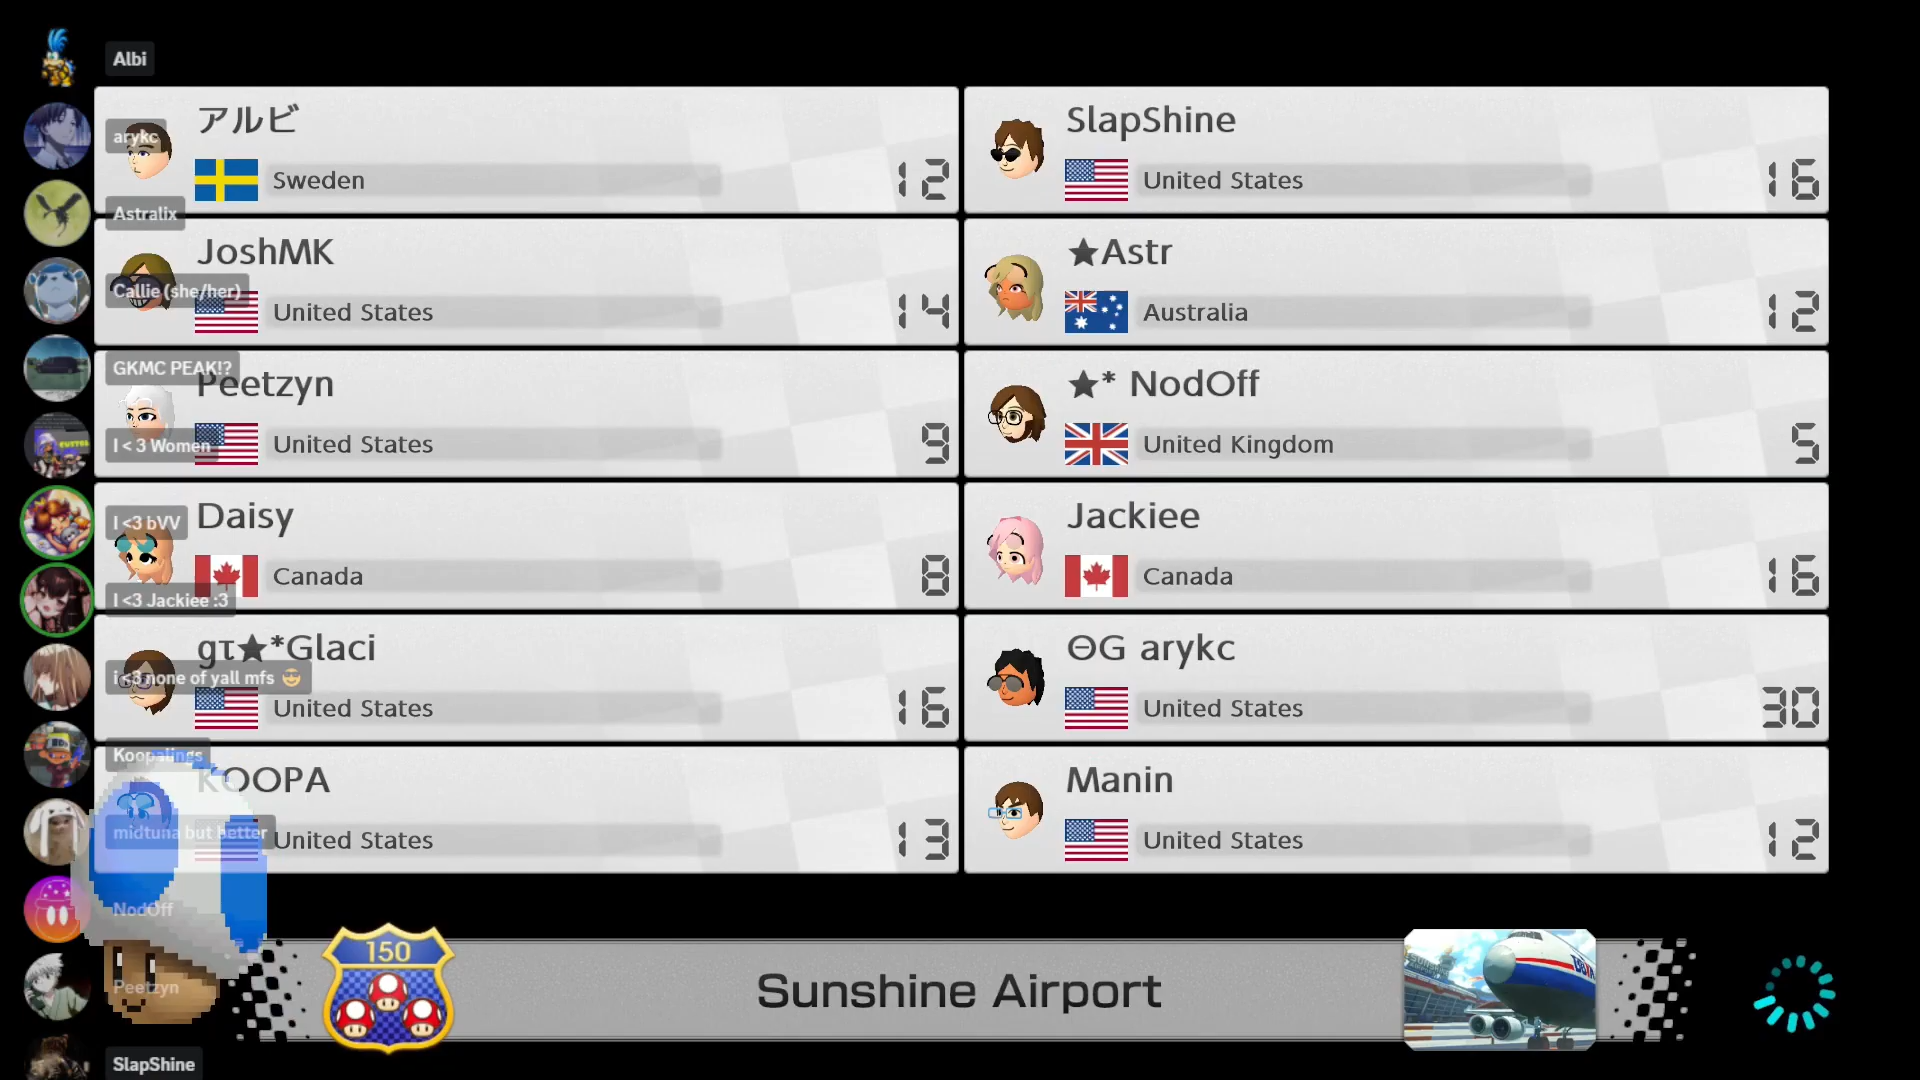 Albi
アルビ
Sweden
12
SlapShine
United States
16
arykc
Astralix
JoshMK
United States
14
★Astr
Australia
12
Callie (she/her)
GKMC PEAK!?
Peetzyn
United States
9
★* NodOff
United Kingdom
5
I < 3 Women
I <3 bVV
Daisy
Canada
8
Jackiee
Canada
16
I <3 Jackiee :3
gτ★*Glaci
United States
16
ΘG arykc
United States
30
i <3 none of yall mfs 😎
Koopalings
KOOPA
United States
13
Manin
United States
12
midtuna but better
NodOff
Peetzyn
SlapShine
150
Sunshine Airport